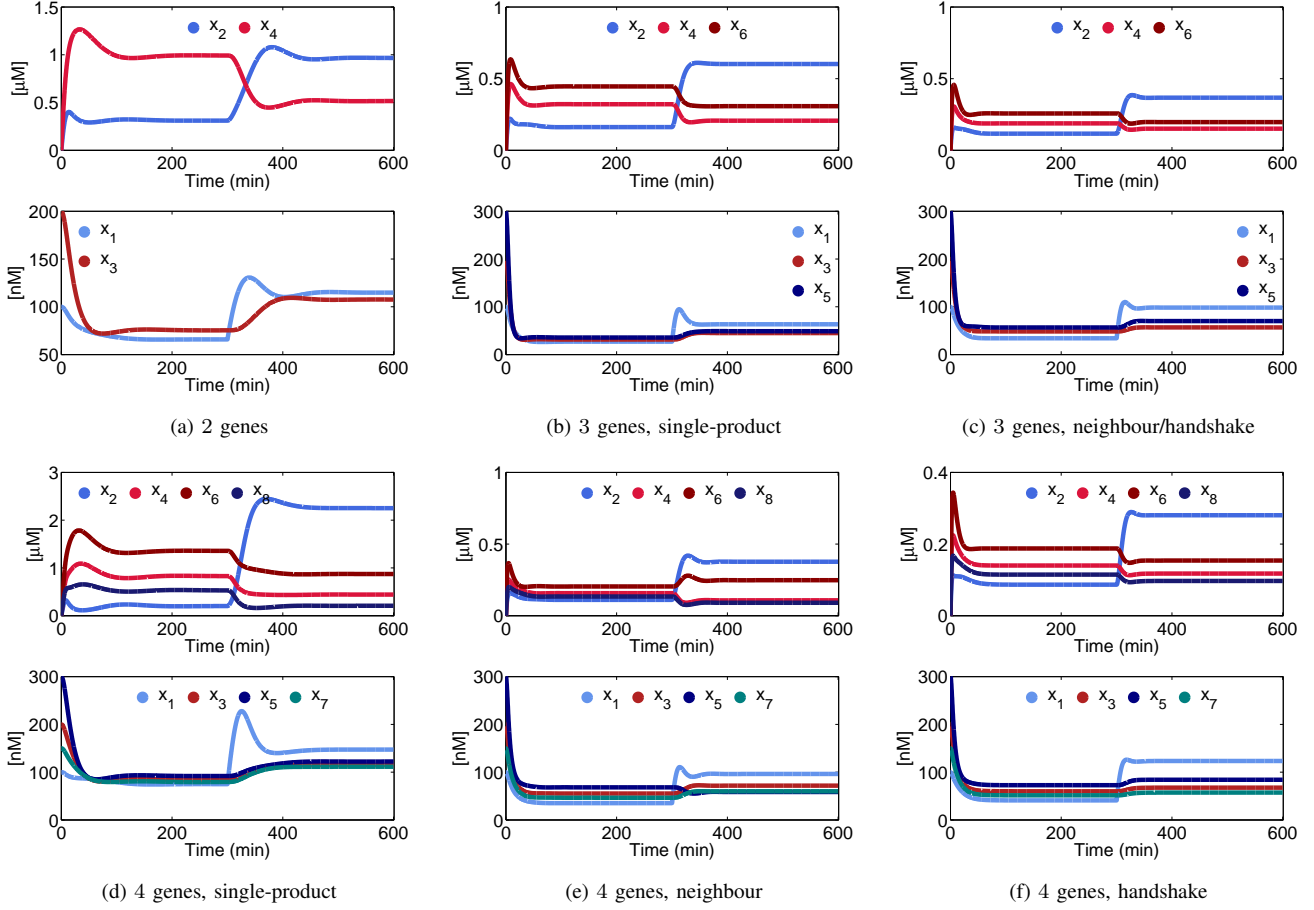 x2 x4
1.5
1
0.5
0
[µM]
0 200 400 600
Time (min)
x2 x4 x6
1
0.5
0
[µM]
0 200 400 600
Time (min)
x2 x4 x6
1
0.5
0
[µM]
0 200 400 600
Time (min)
200
150
100
50
[nM]
x1
x3
0 200 400 600
Time (min)
300
200
100
0
[nM]
x1
x3
x5
0 200 400 600
Time (min)
300
200
100
0
[nM]
x1
x3
x5
0 200 400 600
Time (min)
(a) 2 genes
(b) 3 genes, single-product
(c) 3 genes, neighbour/handshake
x2 x4 x6 x8
3
2
1
0
[µM]
0 200 400 600
Time (min)
x2 x4 x6 x8
1
0.5
0
[µM]
0 200 400 600
Time (min)
x2 x4 x6 x8
0.4
0.2
0
[µM]
0 200 400 600
Time (min)
x1 x3 x5 x7
300
200
100
0
[nM]
0 200 400 600
Time (min)
x1 x3 x5 x7
300
200
100
0
[nM]
0 200 400 600
Time (min)
x1 x3 x5 x7
300
200
100
0
[nM]
0 200 400 600
Time (min)
(d) 4 genes, single-product
(e) 4 genes, neighbour
(f) 4 genes, handshake